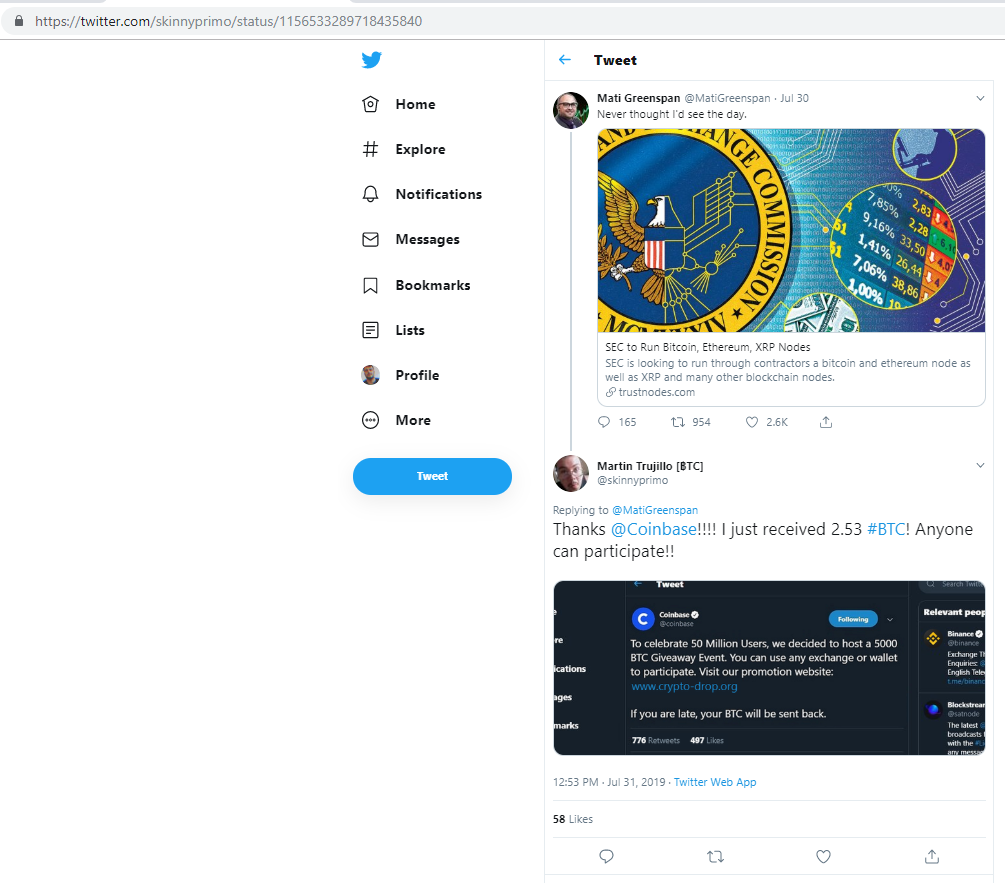 https://twitter.com/skinnyprimo/status/1156533289718435840
Home
Explore
Notifications
Messages
Bookmarks
Lists
Profile
More
Tweet
Tweet
Mati Greenspan @MatiGreenspan · Jul 30
Never thought I'd see the day.
AND EXCHANGE COMMISSION
MCMXXXIV
7,85% 2,83
9,16% 2,28
1,41% 33,50
7,06% 26,44
1,00% 38,86
SEC to Run Bitcoin, Ethereum, XRP Nodes
SEC is looking to run through contractors a bitcoin and ethereum node as
well as XRP and many other blockchain nodes.
trustnodes.com
165 954 2.6K
Martin Trujillo [฿TC]
@skinnyprimo
Replying to @MatiGreenspan
Thanks @Coinbase!!!! I just received 2.53 #BTC! Anyone
can participate!!
Tweet
Search Twitt
Coinbase
@coinbase
Following
To celebrate 50 Million Users, we decided to host a 5000
BTC Giveaway Event. You can use any exchange or wallet
to participate. Visit our promotion website:
www.crypto-drop.org
If you are late, your BTC will be sent back.
776 Retweets 497 Likes
ications
ages
marks
Relevant peop
Binance
@binance
Exchange Th
Enquiries: @
English Tele
t.me/binanc
Blockstream
@satnode
The latest @
broadcasts t
with the #Li
any messag
12:53 PM · Jul 31, 2019 · Twitter Web App
58 Likes